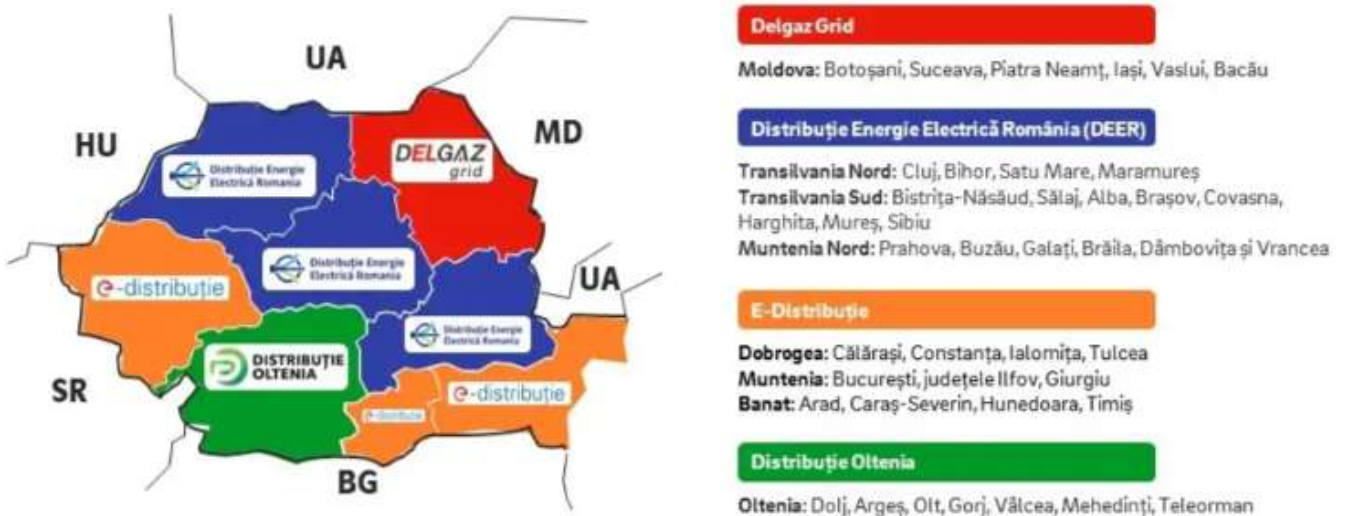 UA
HU
MD
DELGAZ
grid
Distribuție Energie
Electrică Romania
Distribuție Energie
Electrică Romania
UA
e-distribuție
Distribuție Energie
Electrică Romania
DISTRIBUȚIE
OLTENIA
SR
e-distribuție
e-distribuție
BG
Delgaz Grid
Moldova: Botoșani, Suceava, Piatra Neamț, Iași, Vaslui, Bacău
Distribuție Energie Electrică România (DEER)
Transilvania Nord: Cluj, Bihor, Satu Mare, Maramureș
Transilvania Sud: Bistrița-Năsăud, Sălaj, Alba, Brașov, Covasna,
Harghita, Mureș, Sibiu
Muntenia Nord: Prahova, Buzău, Galați, Brăila, Dâmbovița și Vrancea
E-Distribuție
Dobrogea: Călărași, Constanța, Ialomița, Tulcea
Muntenia: București, județele Ilfov, Giurgiu
Banat: Arad, Caraș-Severin, Hunedoara, Timiș
Distribuție Oltenia
Oltenia: Dolj, Argeș, Olt, Gorj, Vâlcea, Mehedinți, Teleorman